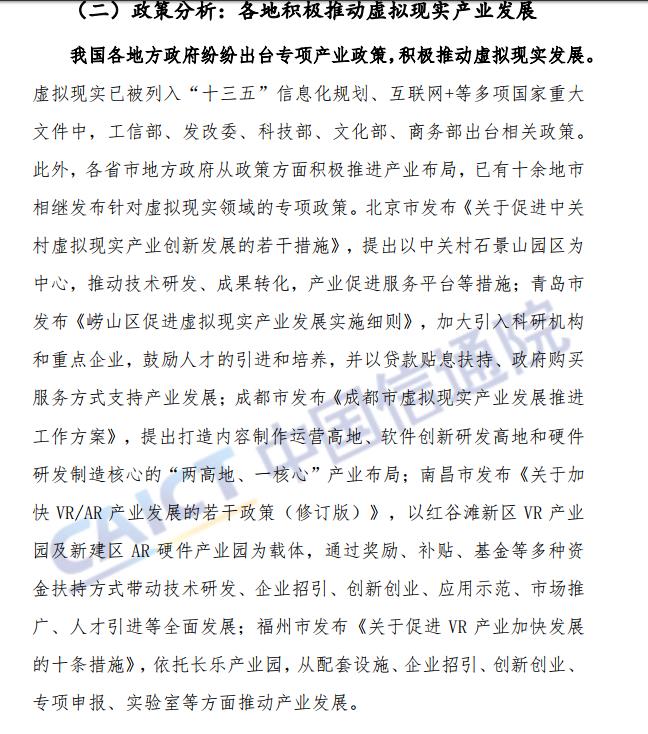 （二）政策分析：各地积极推动虚拟现实产业发展
我国各地方政府纷纷出台专项产业政策，积极推动虚拟现实发展。
虚拟现实已被列入“十三五”信息化规划、互联网+等多项国家重大
文件中，工信部、发改委、科技部、文化部、商务部出台相关政策。
此外，各省市地方政府从政策方面积极推进产业布局，已有十余地市
相继发布针对虚拟现实领域的专项政策。北京市发布《关于促进中关
村虚拟现实产业创新发展的若干措施》，提出以中关村石景山园区为
中心，推动技术研发、成果转化，产业促进服务平台等措施；青岛市
发布《崂山区促进虚拟现实产业发展实施细则》，加大引入科研机构
和重点企业，鼓励人才的引进和培养，并以贷款贴息扶持、政府购买
服务方式支持产业发展；成都市发布《成都市虚拟现实产业发展推进
工作方案》，提出打造内容制作运营高地、软件创新研发高地和硬件
研发制造核心的“两高地、一核心”产业布局；南昌市发布《关于加
快 VR/AR 产业发展的若干政策（修订版）》，以红谷滩新区 VR 产业
园及新建区 AR 硬件产业园为载体，通过奖励、补贴、基金等多种资
金扶持方式带动技术研发、企业招引、创新创业、应用示范、市场推
广、人才引进等全面发展；福州市发布《关于促进 VR 产业加快发展
的十条措施》，依托长乐产业园，从配套设施、企业招引、创新创业、
专项申报、实验室等方面推动产业发展。
CAICT 中国信通院